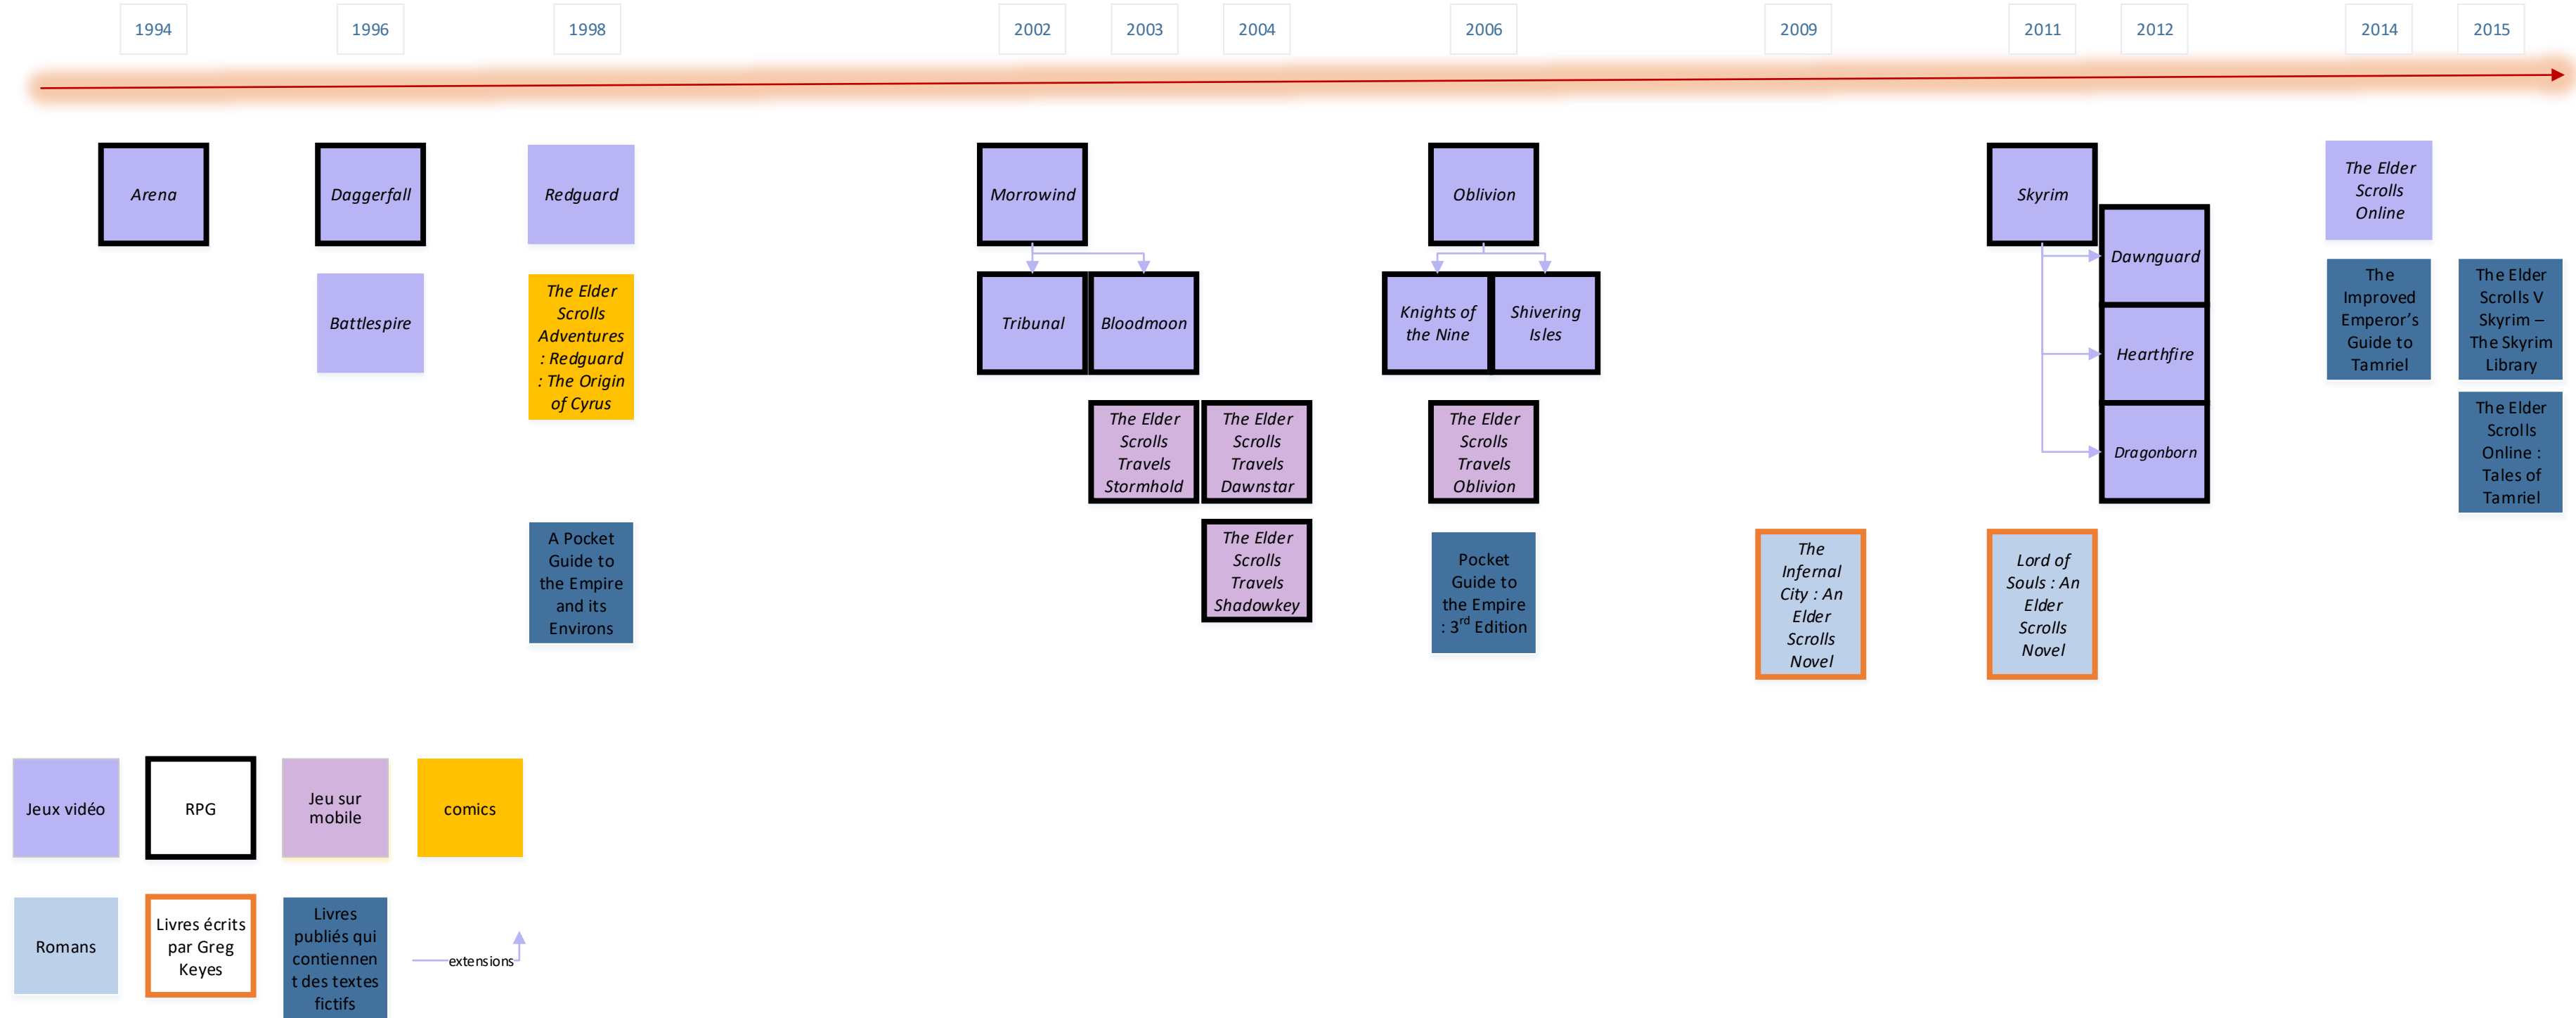 1994
1996
1998
2002
2003
2004
2006
2009
2011
2012
2014
2015
Arena
Daggerfall
Redguard
Morrowind
Oblivion
Skyrim
The Elder
Scrolls
Online
Dawnguard
Battlespire
The Elder
Scrolls
Adventures
: Redguard
: The Origin
of Cyrus
Tribunal
Bloodmoon
Knights of
the Nine
Shivering
Isles
Hearthfire
The
Improved
Emperor’s
Guide to
Tamriel
The Elder
Scrolls V
Skyrim –
The Skyrim
Library
The Elder
Scrolls
Travels
Stormhold
The Elder
Scrolls
Travels
Dawnstar
The Elder
Scrolls
Travels
Oblivion
Dragonborn
The Elder
Scrolls
Online :
Tales of
Tamriel
A Pocket
Guide to
the Empire
and its
Environs
The Elder
Scrolls
Travels
Shadowkey
Pocket
Guide to
the Empire
: 3rd Edition
The
Infernal
City : An
Elder
Scrolls
Novel
Lord of
Souls : An
Elder
Scrolls
Novel
Jeux vidéo
RPG
Jeu sur
mobile
comics
Romans
Livres écrits
par Greg
Keyes
Livres
publiés qui
contiennen
t des textes
fictifs
extensions